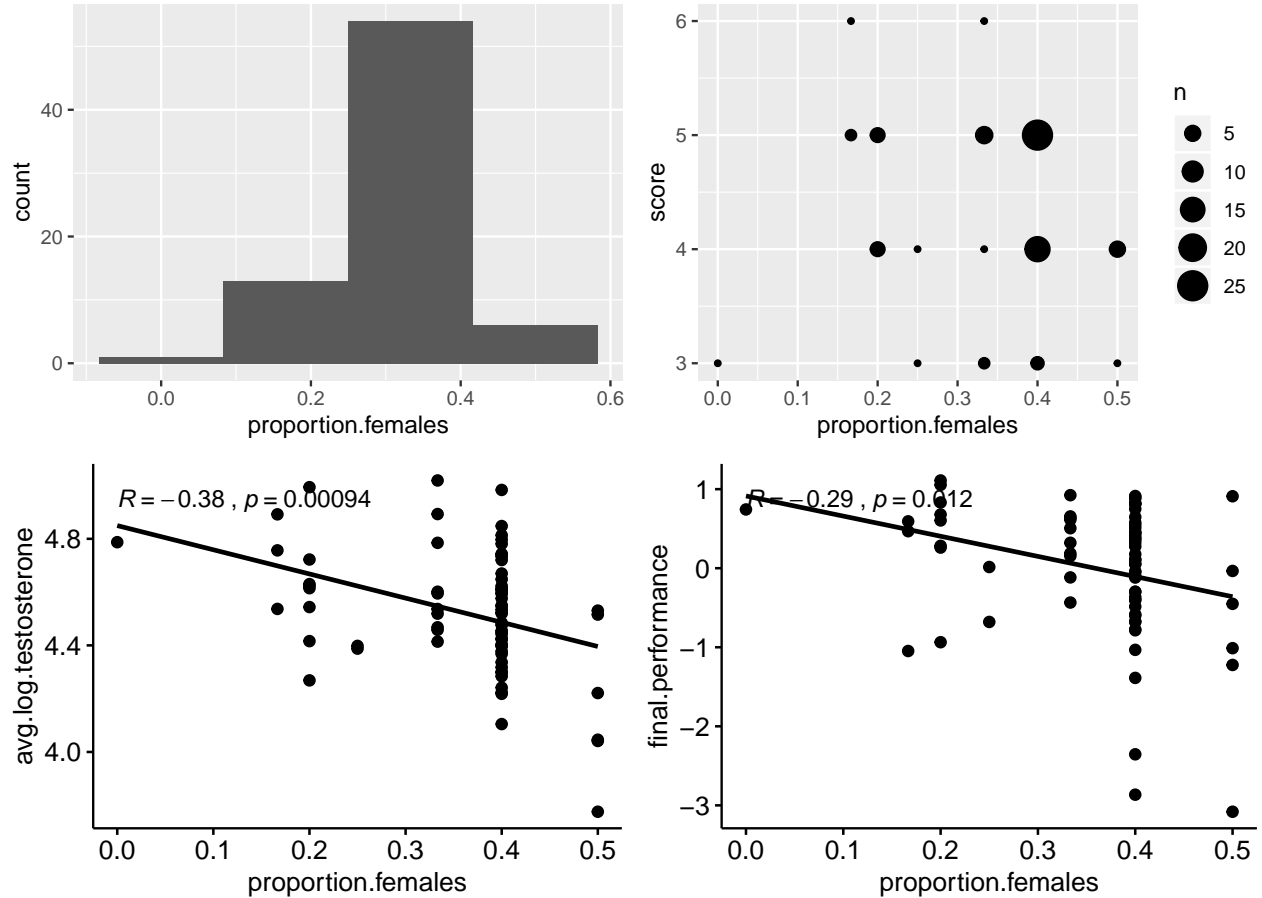 40
20
0
count
0.0 0.2 0.4 0.6
proportion.females
6
5
4
3
score
0.0 0.1 0.2 0.3 0.4 0.5
proportion.females
n
5
10
15
20
25
R = −0.38 , p = 0.00094
4.8
4.4
4.0
avg.log.testosterone
0.0 0.1 0.2 0.3 0.4 0.5
proportion.females
R = −0.29 , p = 0.012
1
0
−1
−2
−3
final.performance
0.0 0.1 0.2 0.3 0.4 0.5
proportion.females